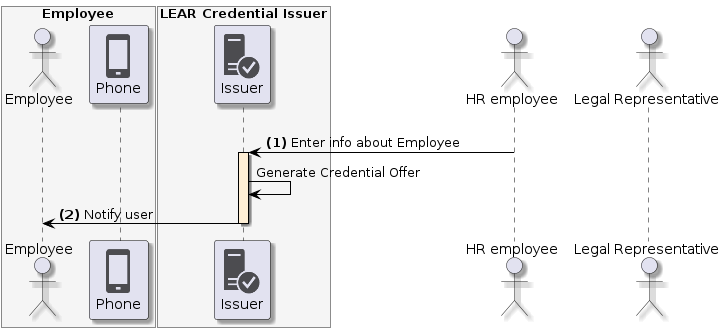 Employee
LEAR Credential Issuer
Employee
Phone
Issuer
HR employee
Legal Representative
(1) Enter info about Employee
Generate Credential Offer
(2) Notify user
Employee
Phone
Issuer
HR employee
Legal Representative